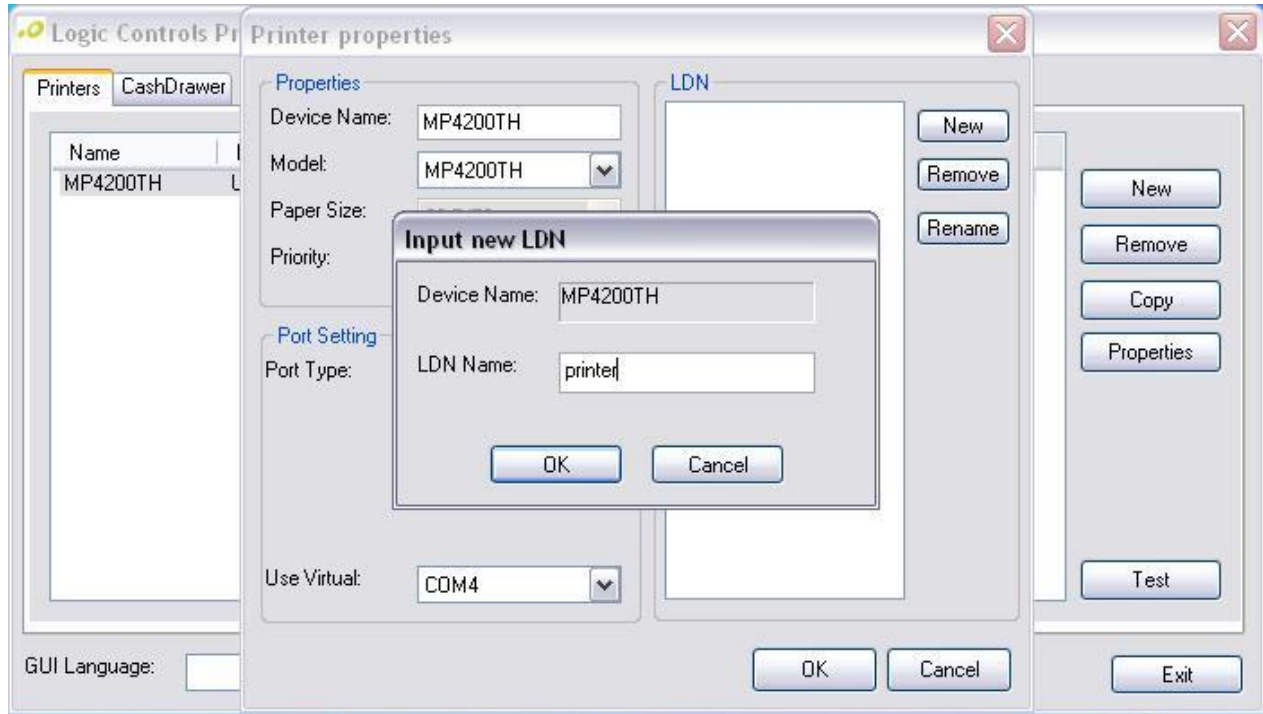 Logic Controls Pr
Printer properties
Printers
CashDrawer
Name
MP4200TH
Properties
Device Name:
MP4200TH
Model:
MP4200TH
Paper Size:
Priority:
Port Setting
Port Type:
Use Virtual:
COM4
LDN
New
Remove
Rename
Input new LDN
Device Name:
MP4200TH
LDN Name:
printer
OK
Cancel
OK
Cancel
New
Remove
Copy
Properties
Test
GUI Language:
Exit